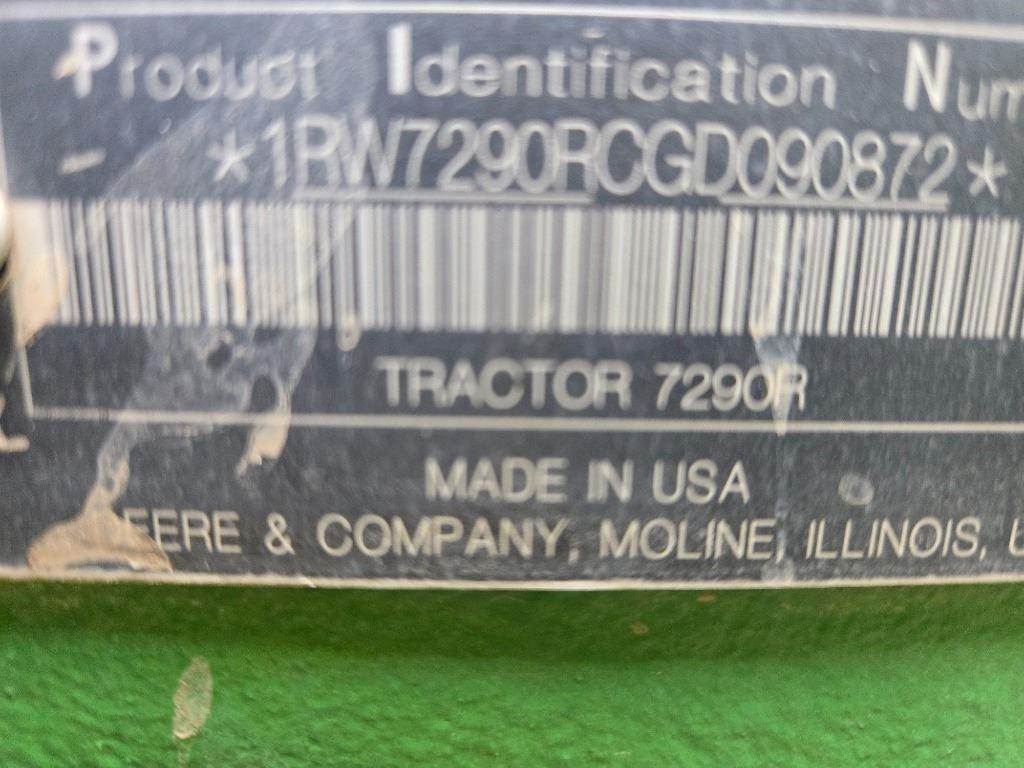 Product Identification Num
*1RW7290RCGD090872*
TRACTOR 7290R
MADE IN USA
EERE & COMPANY, MOLINE, ILLINOIS, U